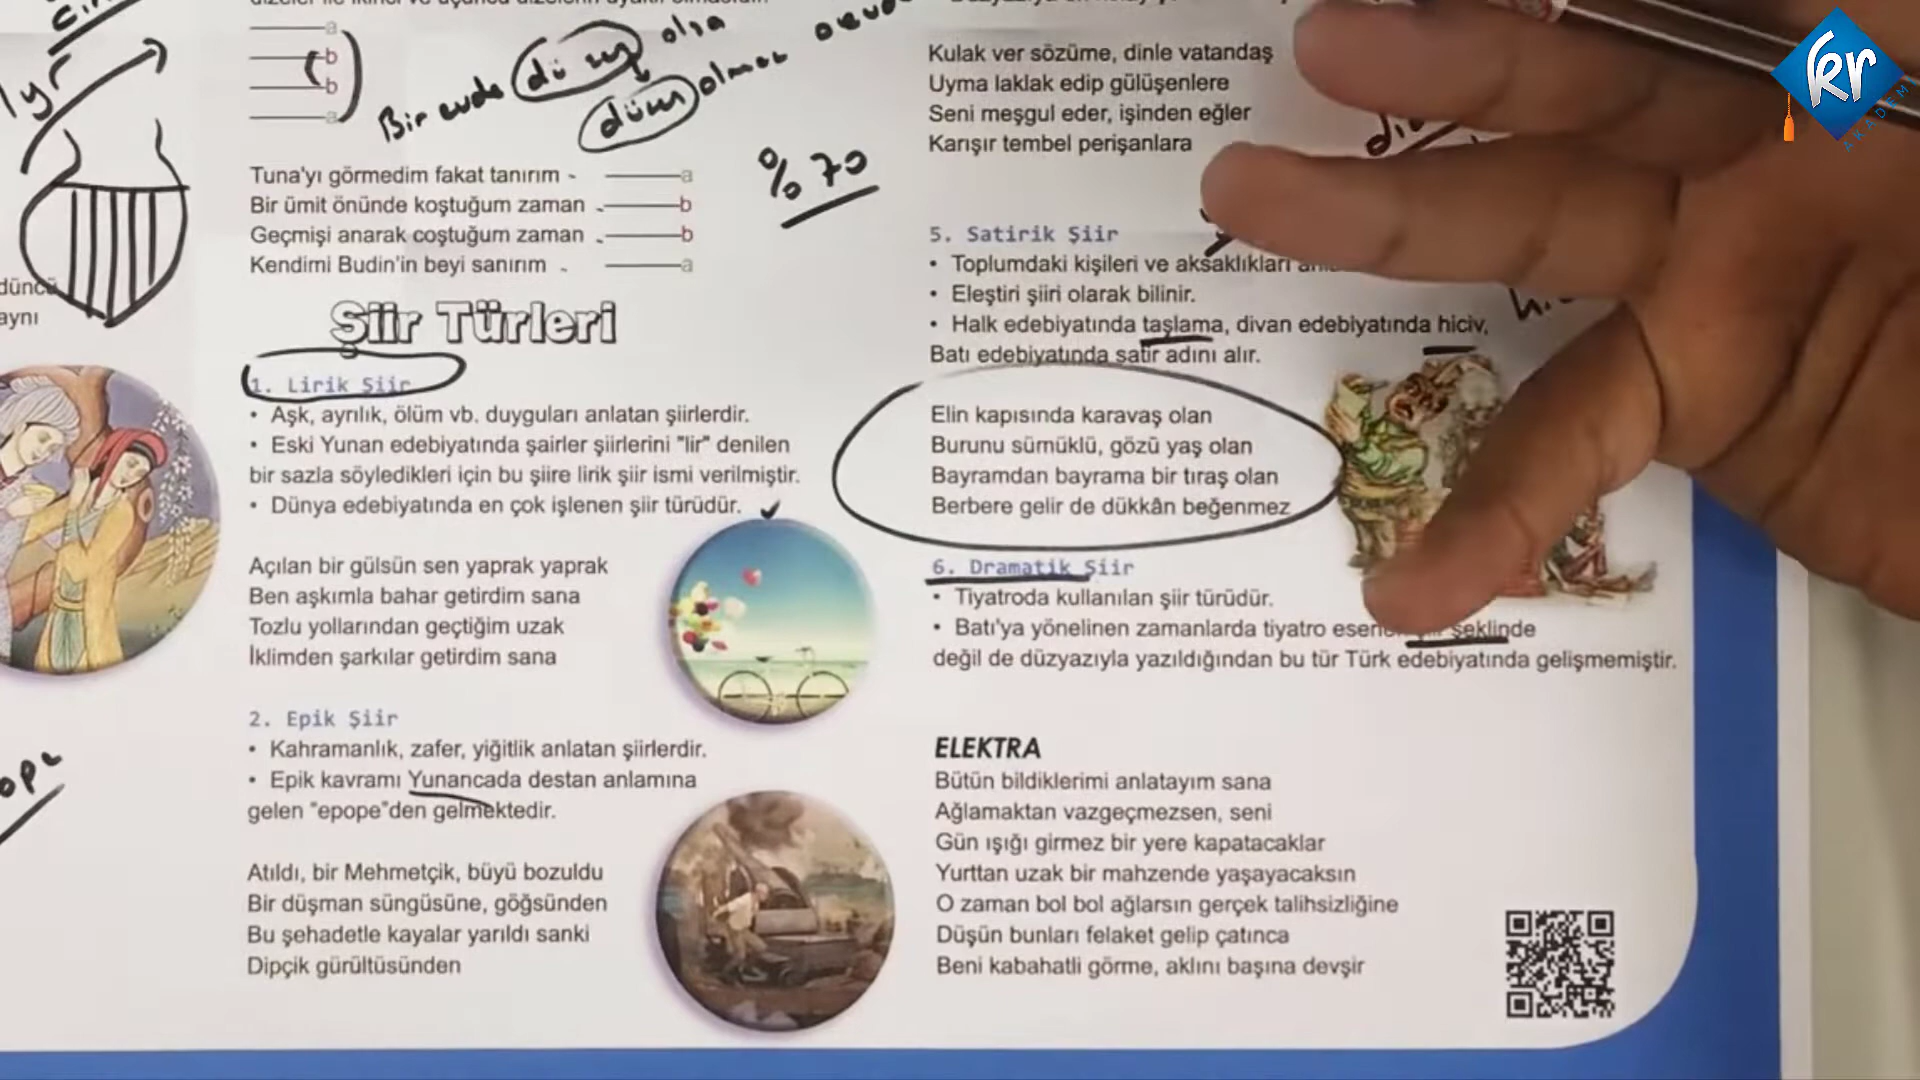 a
b
b
a
Bir evde
olsa
düm olmaz
% 70
Tuna'yı görmedim fakat tanırım - a
Bir ümit önünde koştuğum zaman - b
Geçmişi anarak coştuğum zaman - b
Kendimi Budin'in beyi sanırım - a
düncü
aynı
Şiir Türleri
1. Lirik Şiir
• Aşk, ayrılık, ölüm vb. duyguları anlatan şiirlerdir.
• Eski Yunan edebiyatında şairler şiirlerini "lir" denilen
bir sazla söyledikleri için bu şiire lirik şiir ismi verilmiştir.
• Dünya edebiyatında en çok işlenen şiir türüdür.
Açılan bir gülsün sen yaprak yaprak
Ben aşkımla bahar getirdim sana
Tozlu yollarından geçtiğim uzak
İklimden şarkılar getirdim sana
2. Epik Şiir
• Kahramanlık, zafer, yiğitlik anlatan şiirlerdir.
• Epik kavramı Yunancada destan anlamına
gelen "epope"den gelmektedir.
Atıldı, bir Mehmetçik, büyü bozuldu
Bir düşman süngüsüne, göğsünden
Bu şehadetle kayalar yarıldı sanki
Dipçik gürültüsünden
Kulak ver sözüme, dinle vatandaş
Uyma laklak edip gülüşenlere
Seni meşgul eder, işinden eğler
Karışır tembel perişanlara
5. Satirik Şiir
• Toplumdaki kişileri ve aksaklıkları
• Eleştiri şiiri olarak bilinir.
• Halk edebiyatında taşlama, divan edebiyatında hiciv,
Batı edebiyatında satir adını alır.
Elin kapısında karavaş olan
Burunu sümüklü, gözü yaş olan
Bayramdan bayrama bir tıraş olan
Berbere gelir de dükkân beğenmez
6. Dramatik Şiir
• Tiyatroda kullanılan şiir türüdür.
• Batı'ya yönelinen zamanlarda tiyatro şeklinde
değil de düzyazıyla yazıldığından bu tür Türk edebiyatında gelişmemiştir.
ELEKTRA
Bütün bildiklerimi anlatayım sana
Ağlamaktan vazgeçmezsen, seni
Gün ışığı girmez bir yere kapatacaklar
Yurttan uzak bir mahzende yaşayacaksın
O zaman bol bol ağlarsın gerçek talihsizliğine
Düşün bunları felaket gelip çatınca
Beni kabahatli görme, aklını başına devşir
kr
AKADEMİ